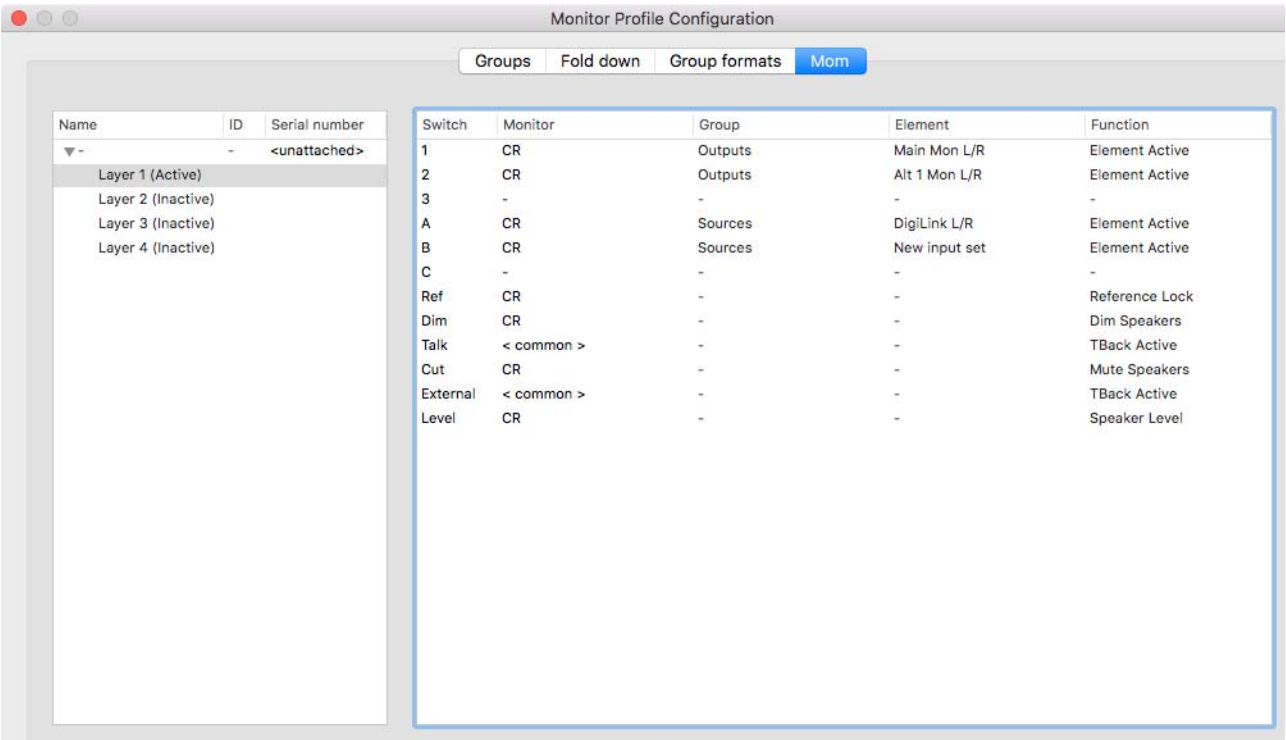 Monitor Profile Configuration
Groups Fold down Group formats Mom
Name ID Serial number
- - <unattached>
Layer 1 (Active)
Layer 2 (Inactive)
Layer 3 (Inactive)
Layer 4 (Inactive)
Switch Monitor Group Element Function
1 CR Outputs Main Mon L/R Element Active
2 CR Outputs Alt 1 Mon L/R Element Active
3 - - - -
A CR Sources DigiLink L/R Element Active
B CR Sources New input set Element Active
C - - - -
Ref CR - - Reference Lock
Dim CR - - Dim Speakers
Talk < common > - - TBack Active
Cut CR - - Mute Speakers
External < common > - - TBack Active
Level CR - - Speaker Level